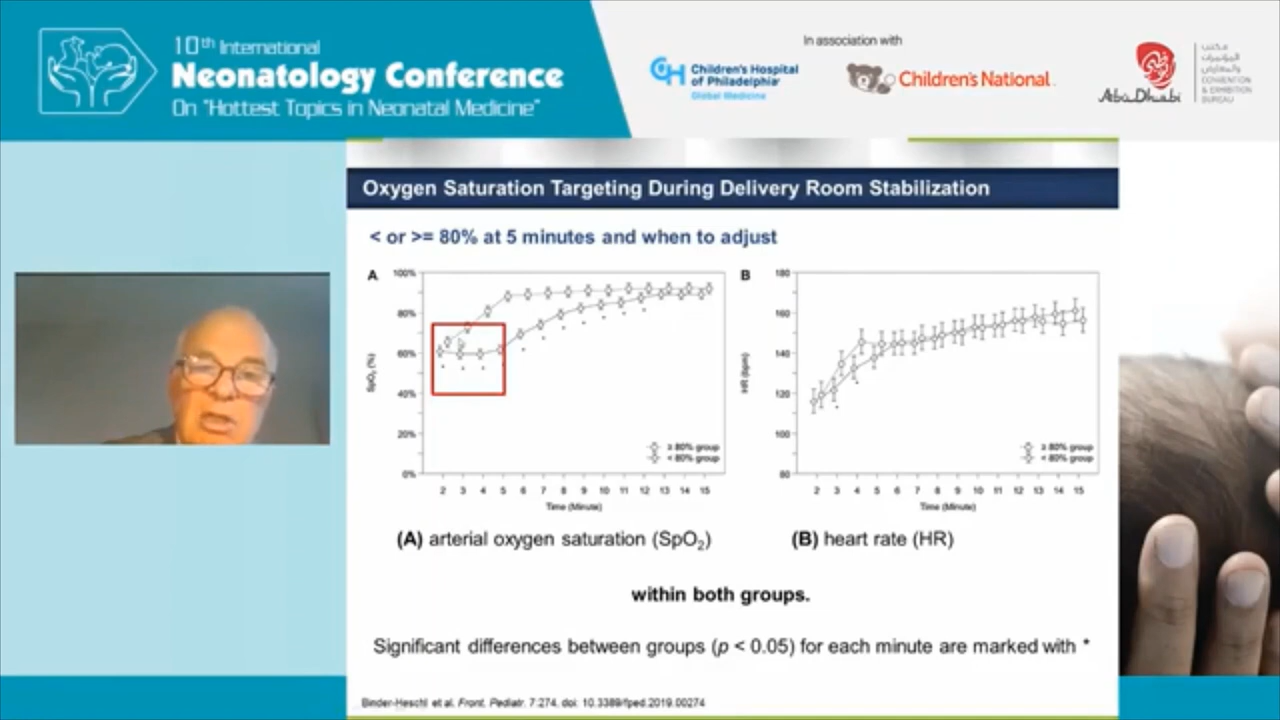 10th International
Neonatology Conference
On "Hottest Topics in Neonatal Medicine"
In association with
Children's Hospital
of Philadelphia
Global Medicine
Children's National
Abu Dhabi
CONVENTION
& EXHIBITION
BUREAU
Oxygen Saturation Targeting During Delivery Room Stabilization
< or >= 80% at 5 minutes and when to adjust
A
100%
80%
60%
40%
20%
0%
SpO₂ (%)
2 3 4 5 6 7 8 9 10 11 12 13 14 15
Time (Minute)
≥ 80% group
< 80% group
B
180
160
140
120
100
80
HR (bpm)
2 3 4 5 6 7 8 9 10 11 12 13 14 15
Time (Minute)
≥ 80% group
< 80% group
(A) arterial oxygen saturation (SpO₂)
(B) heart rate (HR)
within both groups.
Significant differences between groups (p < 0.05) for each minute are marked with *
Binder-Heschl et al. Front. Pediatr. 7:274. doi: 10.3389/fped.2019.00274